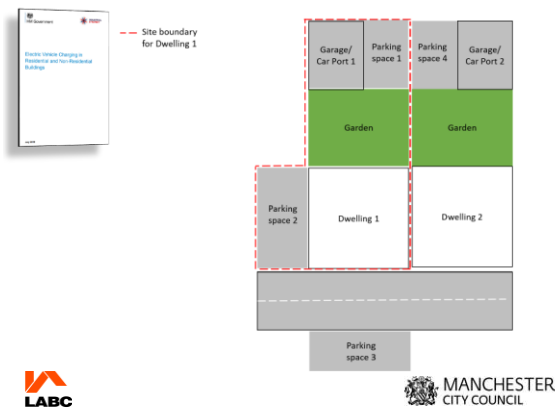 HM Government
Electric Vehicle Charging in
Residential and Non-Residential
Buildings
Site boundary
for Dwelling 1
Garage/
Car Port 1
Parking
space 1
Parking
space 4
Garage/
Car Port 2
Garden
Garden
Parking
space 2
Dwelling 1
Dwelling 2
Parking
space 3
LABC
MANCHESTER
CITY COUNCIL